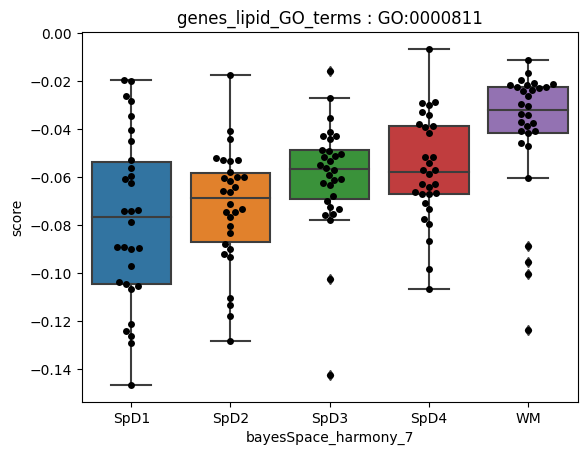 genes_lipid_GO_terms : GO:0000811
0.00
−0.02
−0.04
−0.06
−0.08
−0.10
−0.12
−0.14
score
SpD1 SpD2 SpD3 SpD4 WM
bayesSpace_harmony_7